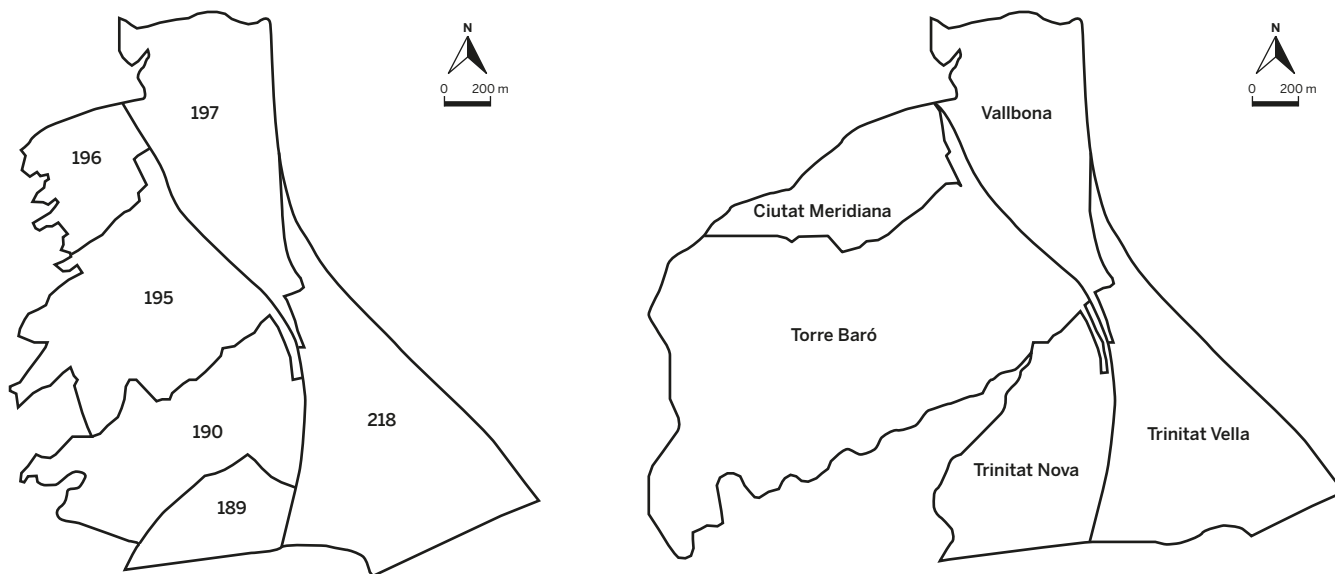 N
0 200 m
197
196
195
190
218
189
N
0 200 m
Vallbona
Ciutat Meridiana
Torre Baró
Trinitat Vella
Trinitat Nova